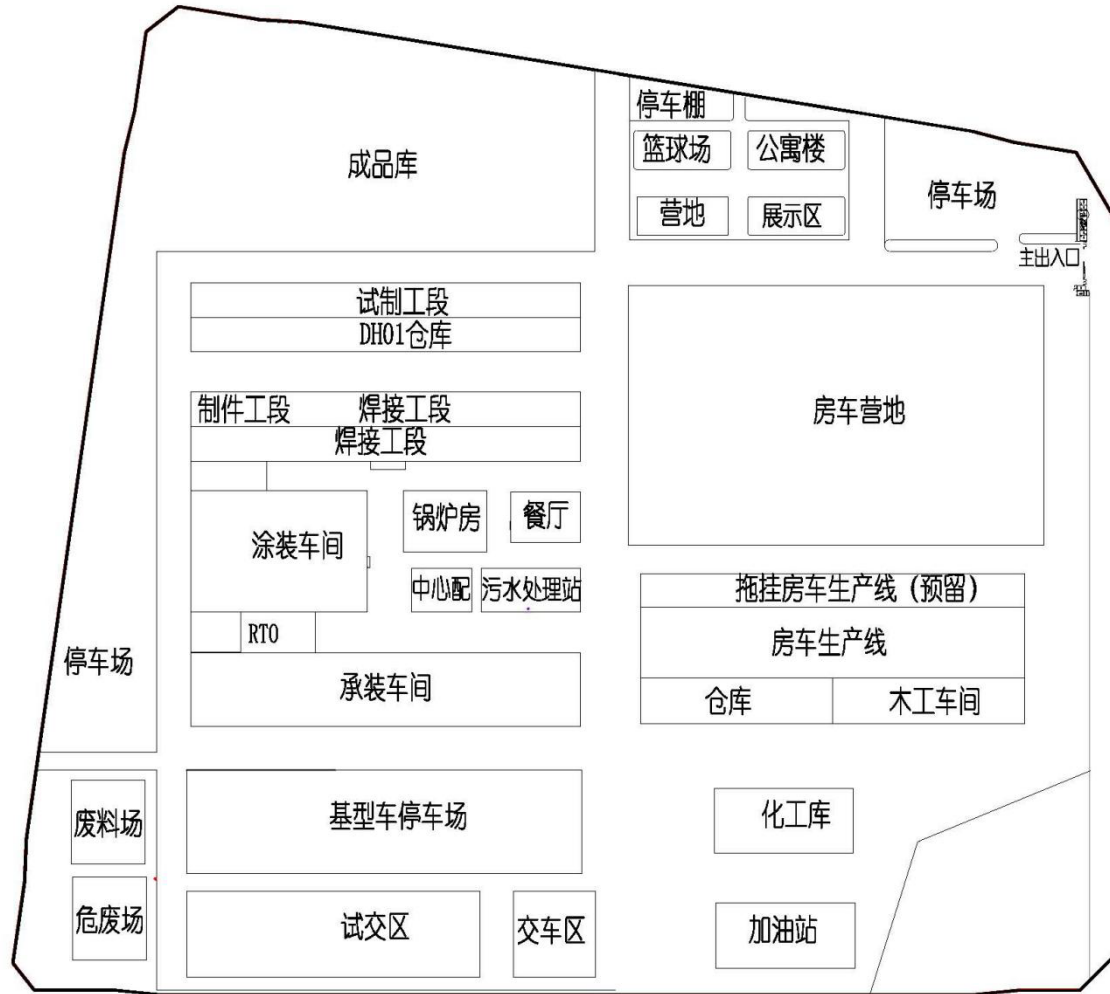 停车棚
篮球场
公寓楼
成品库
停车场
营地
展示区
主出入口
试制工段
DH01仓库
制件工段
焊接工段
焊接工段
房车营地
锅炉房
餐厅
涂装车间
中心配
污水处理站
拖挂房车生产线（预留）
RTO
房车生产线
停车场
承装车间
仓库
木工车间
废料场
基型车停车场
化工库
危废场
试交区
交车区
加油站